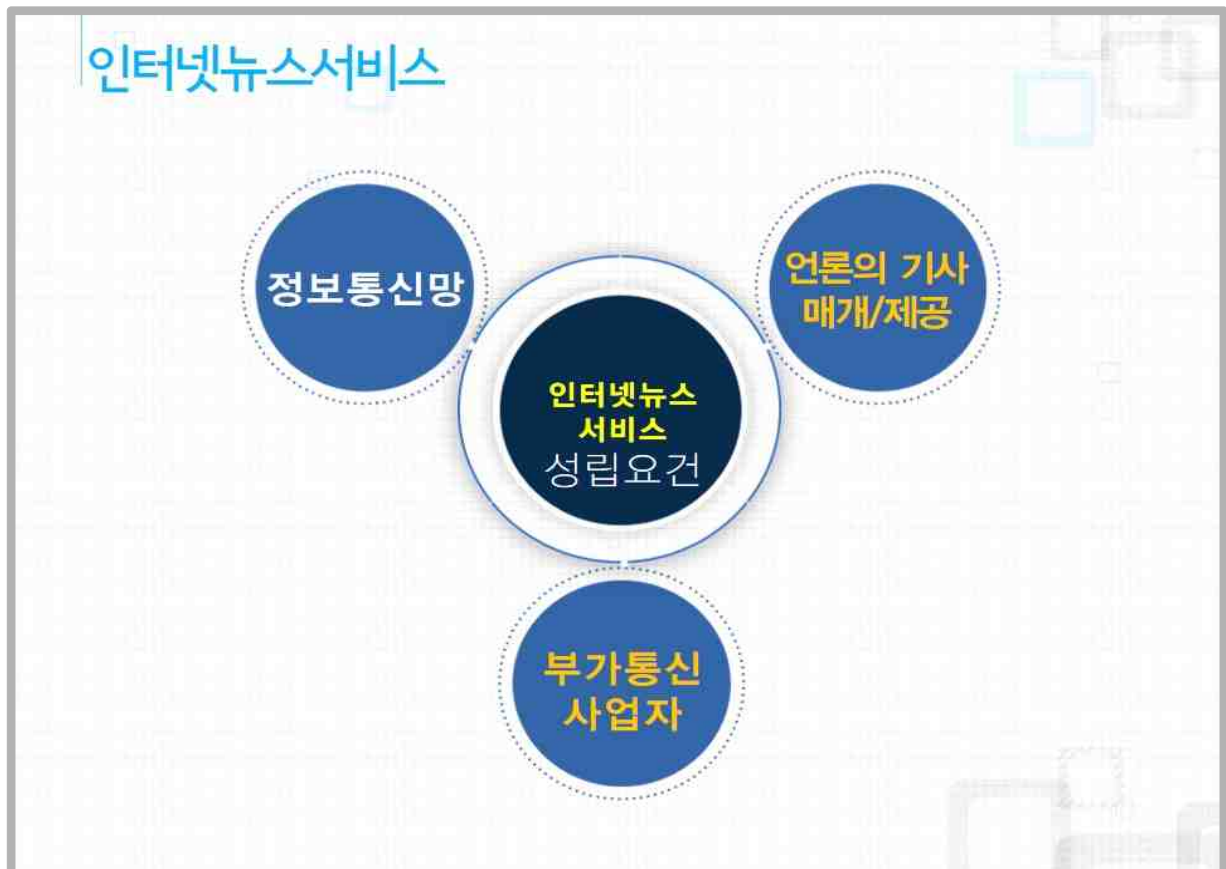 인터넷뉴스서비스
정보통신망
언론의 기사
매개/제공
인터넷뉴스
서비스
성립요건
부가통신
사업자